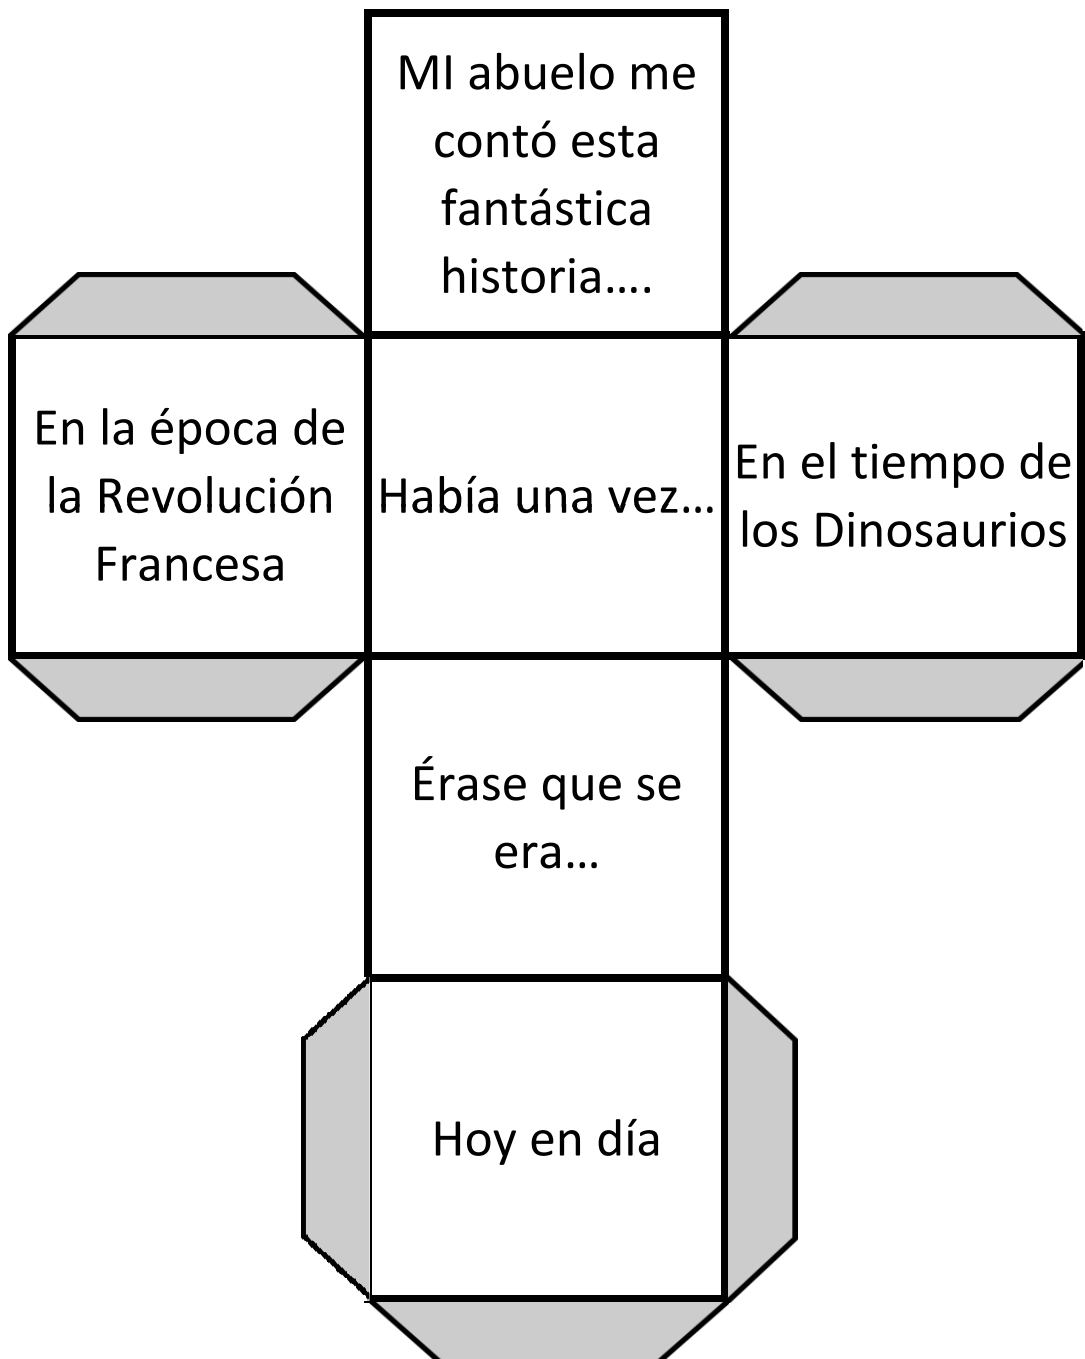 MI abuelo me
contó esta
fantástica
historia....
En la época de
la Revolución
Francesa
Había una vez...
En el tiempo de
los Dinosaurios
Érase que se
era...
Hoy en día